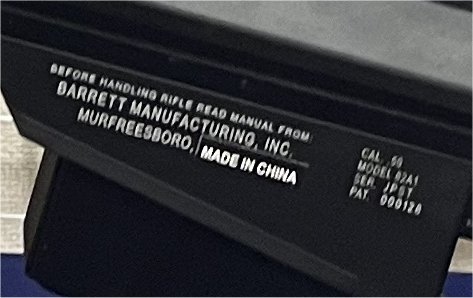 BEFORE HANDLING RIFLE READ MANUAL FROM:
BARRETT MANUFACTURING, INC.
MURFREESBORO, MADE IN CHINA
CAL. .50
MODEL 82A1
SER. JPST
PAT. 000128